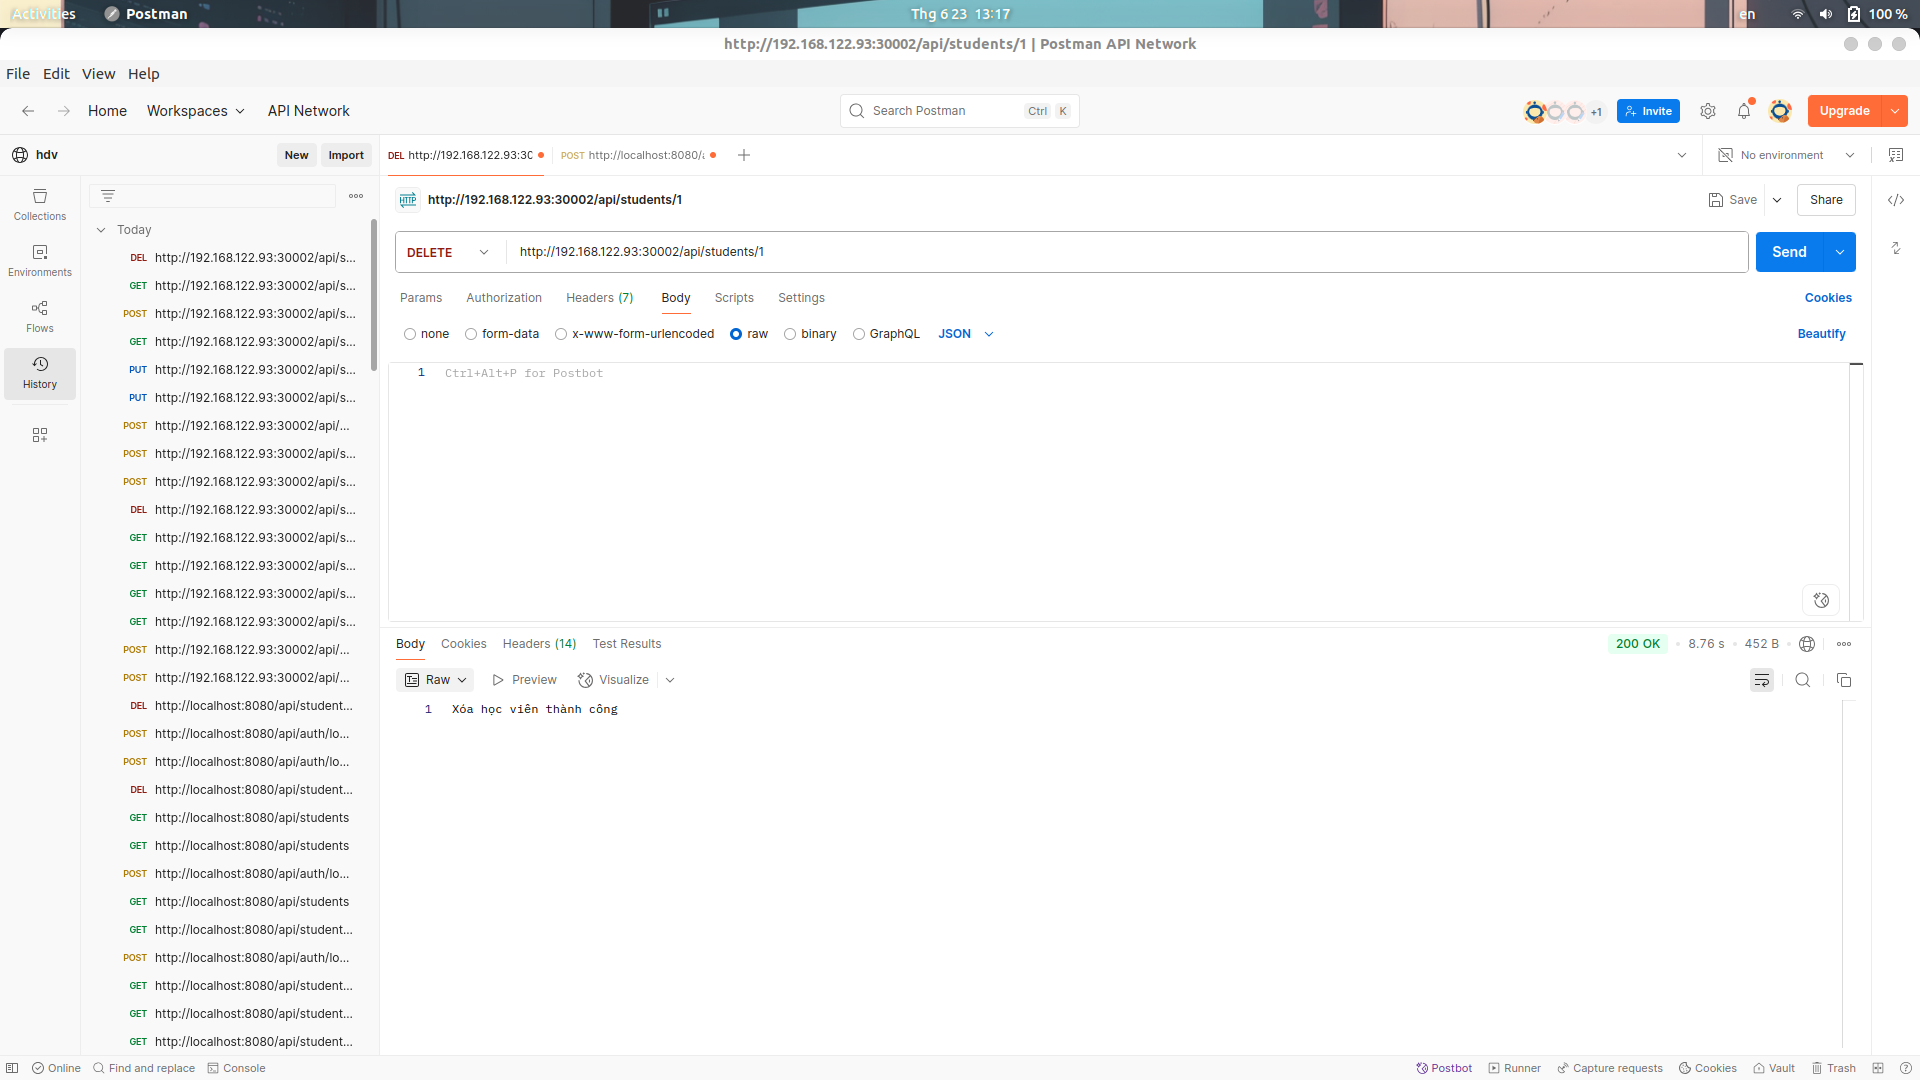 Activities Postman Thg 6 23 13:17 en 100 %
http://192.168.122.93:30002/api/students/1 | Postman API Network
File Edit View Help
Home Workspaces API Network Search Postman Ctrl K +1 Invite Upgrade
hdv New Import DEL http://192.168.122.93:30 POST http://localhost:8080/ No environment
http://192.168.122.93:30002/api/students/1 Save Share
Collections
Environments
Flows
History
Today
DEL http://192.168.122.93:30002/api/s...
GET http://192.168.122.93:30002/api/s...
POST http://192.168.122.93:30002/api/s...
GET http://192.168.122.93:30002/api/s...
PUT http://192.168.122.93:30002/api/s...
PUT http://192.168.122.93:30002/api/s...
POST http://192.168.122.93:30002/api/...
POST http://192.168.122.93:30002/api/s...
POST http://192.168.122.93:30002/api/s...
DEL http://192.168.122.93:30002/api/s...
GET http://192.168.122.93:30002/api/s...
GET http://192.168.122.93:30002/api/s...
GET http://192.168.122.93:30002/api/s...
GET http://192.168.122.93:30002/api/s...
POST http://192.168.122.93:30002/api/...
POST http://192.168.122.93:30002/api/...
DEL http://localhost:8080/api/student...
POST http://localhost:8080/api/auth/lo...
POST http://localhost:8080/api/auth/lo...
DEL http://localhost:8080/api/student...
GET http://localhost:8080/api/students
GET http://localhost:8080/api/students
POST http://localhost:8080/api/auth/lo...
GET http://localhost:8080/api/students
GET http://localhost:8080/api/student...
POST http://localhost:8080/api/auth/lo...
GET http://localhost:8080/api/student...
GET http://localhost:8080/api/student...
GET http://localhost:8080/api/student...
DELETE http://192.168.122.93:30002/api/students/1 Send
Params Authorization Headers (7) Body Scripts Settings Cookies
none form-data x-www-form-urlencoded raw binary GraphQL JSON Beautify
1 Ctrl+Alt+P for Postbot
Body Cookies Headers (14) Test Results 200 OK 8.76 s 452 B
Raw Preview Visualize
1 Xóa học viên thành công
Online Find and replace Console Postbot Runner Capture requests Cookies Vault Trash